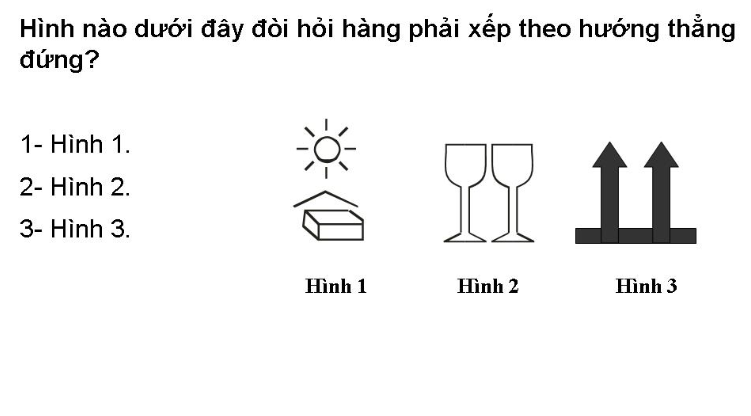 Hình nào dưới đây đòi hỏi hàng phải xếp theo hướng thẳng
đứng?
1- Hình 1.
2- Hình 2.
3- Hình 3.
Hình 1
Hình 2
Hình 3